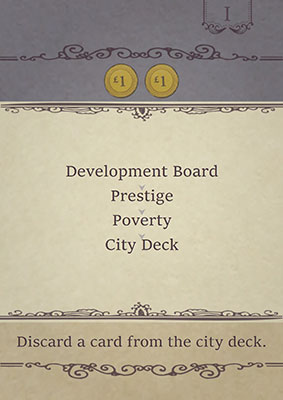 I
£1 £1
Development Board
Prestige
Poverty
City Deck
Discard a card from the city deck.